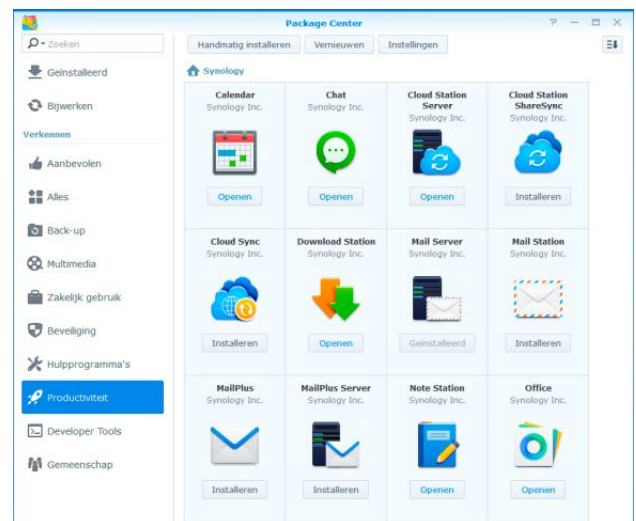 Package Center
Zoeken
Handmatig installeren Vernieuwen Instellingen
Geïnstalleerd
Bijwerken
Verkennen
Aanbevolen
Alles
Back-up
Multimedia
Zakelijk gebruik
Beveiliging
Hulpprogramma's
Productiviteit
Developer Tools
Gemeenschap
Synology
Calendar
Synology Inc.
Openen
Chat
Synology Inc.
Openen
Cloud Station
Server
Synology Inc.
Openen
Cloud Station
ShareSync
Synology Inc.
Installeren
Cloud Sync
Synology Inc.
Installeren
Download Station
Synology Inc.
Openen
Mail Server
Synology Inc.
Geïnstalleerd
Mail Station
Synology Inc.
Installeren
MailPlus
Synology Inc.
Installeren
MailPlus Server
Synology Inc.
Installeren
Note Station
Synology Inc.
Openen
Office
Synology Inc.
Openen